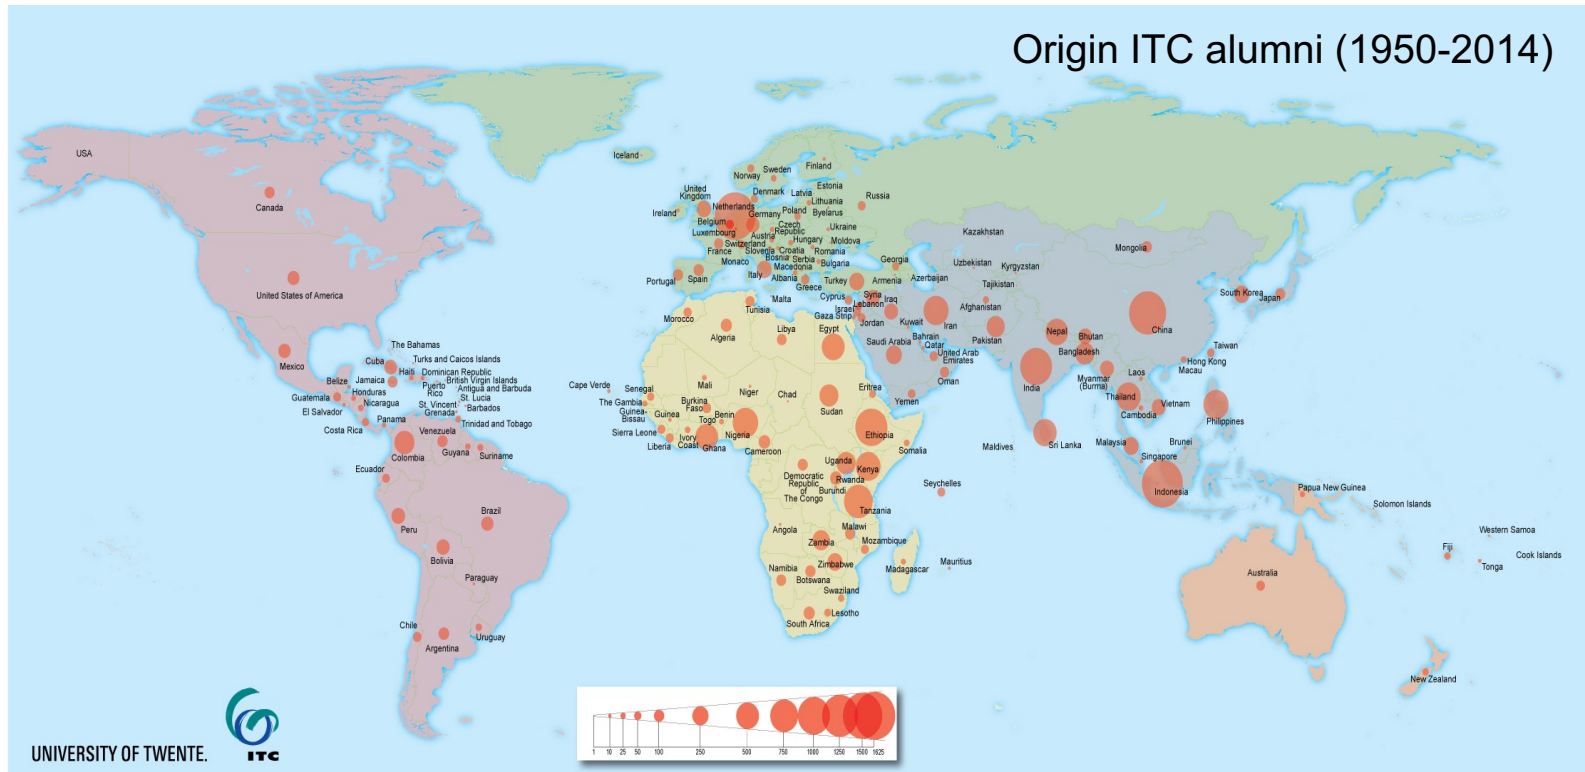 Origin ITC alumni (1950-2014)
USA
Canada
United States of America
Mexico
The Bahamas
Cuba
Turks and Caicos Islands
Haiti
Dominican Republic
Belize
Jamaica
Puerto
Rico
British Virgin Islands
Antigua and Barbuda
Guatemala
Honduras
Nicaragua
St. Lucia
St. Vincent
Barbados
El Salvador
Grenada
Trinidad and Tobago
Costa Rica
Panama
Venezuela
Guyana
Suriname
Colombia
Ecuador
Peru
Brazil
Bolivia
Paraguay
Chile
Argentina
Uruguay
Iceland
Norway
Sweden
Finland
United
Kingdom
Denmark
Estonia
Latvia
Lithuania
Russia
Ireland
Netherlands
Germany
Poland
Byelarus
Belgium
Czech
Republic
Ukraine
Luxembourg
Austria
Hungary
Moldova
France
Switzerland
Slovenia
Croatia
Romania
Monaco
Bosnia
Serbia
Bulgaria
Macedonia
Italy
Albania
Greece
Portugal
Spain
Malta
Turkey
Georgia
Armenia
Azerbaijan
Cyprus
Syria
Lebanon
Israel
Iraq
Gaza Strip
Jordan
Kuwait
Iran
Bahrain
Qatar
Saudi Arabia
United Arab
Emirates
Oman
Yemen
Kazakhstan
Uzbekistan
Kyrgyzstan
Tajikistan
Afghanistan
Pakistan
Mongolia
China
South Korea
Japan
Nepal
Bhutan
Bangladesh
India
Taiwan
Hong Kong
Macau
Myanmar
(Burma)
Laos
Thailand
Vietnam
Cambodia
Philippines
Sri Lanka
Maldives
Malaysia
Brunei
Singapore
Indonesia
Papua New Guinea
Solomon Islands
Western Samoa
Fiji
Cook Islands
Tonga
Australia
New Zealand
Morocco
Tunisia
Algeria
Libya
Egypt
Cape Verde
Senegal
Mali
Niger
Chad
Sudan
Eritrea
The Gambia
Guinea-
Bissau
Guinea
Burkina
Faso
Benin
Togo
Sierra Leone
Liberia
Ivory
Coast
Ghana
Nigeria
Cameroon
Ethiopia
Somalia
Uganda
Kenya
Democratic
Republic
of
The Congo
Rwanda
Burundi
Seychelles
Tanzania
Angola
Malawi
Zambia
Mozambique
Namibia
Zimbabwe
Botswana
Madagascar
Mauritius
Swaziland
South Africa
Lesotho
UNIVERSITY OF TWENTE.
ITC
1 10 25 50 100 250 500 750 1000 1250 1500 1625